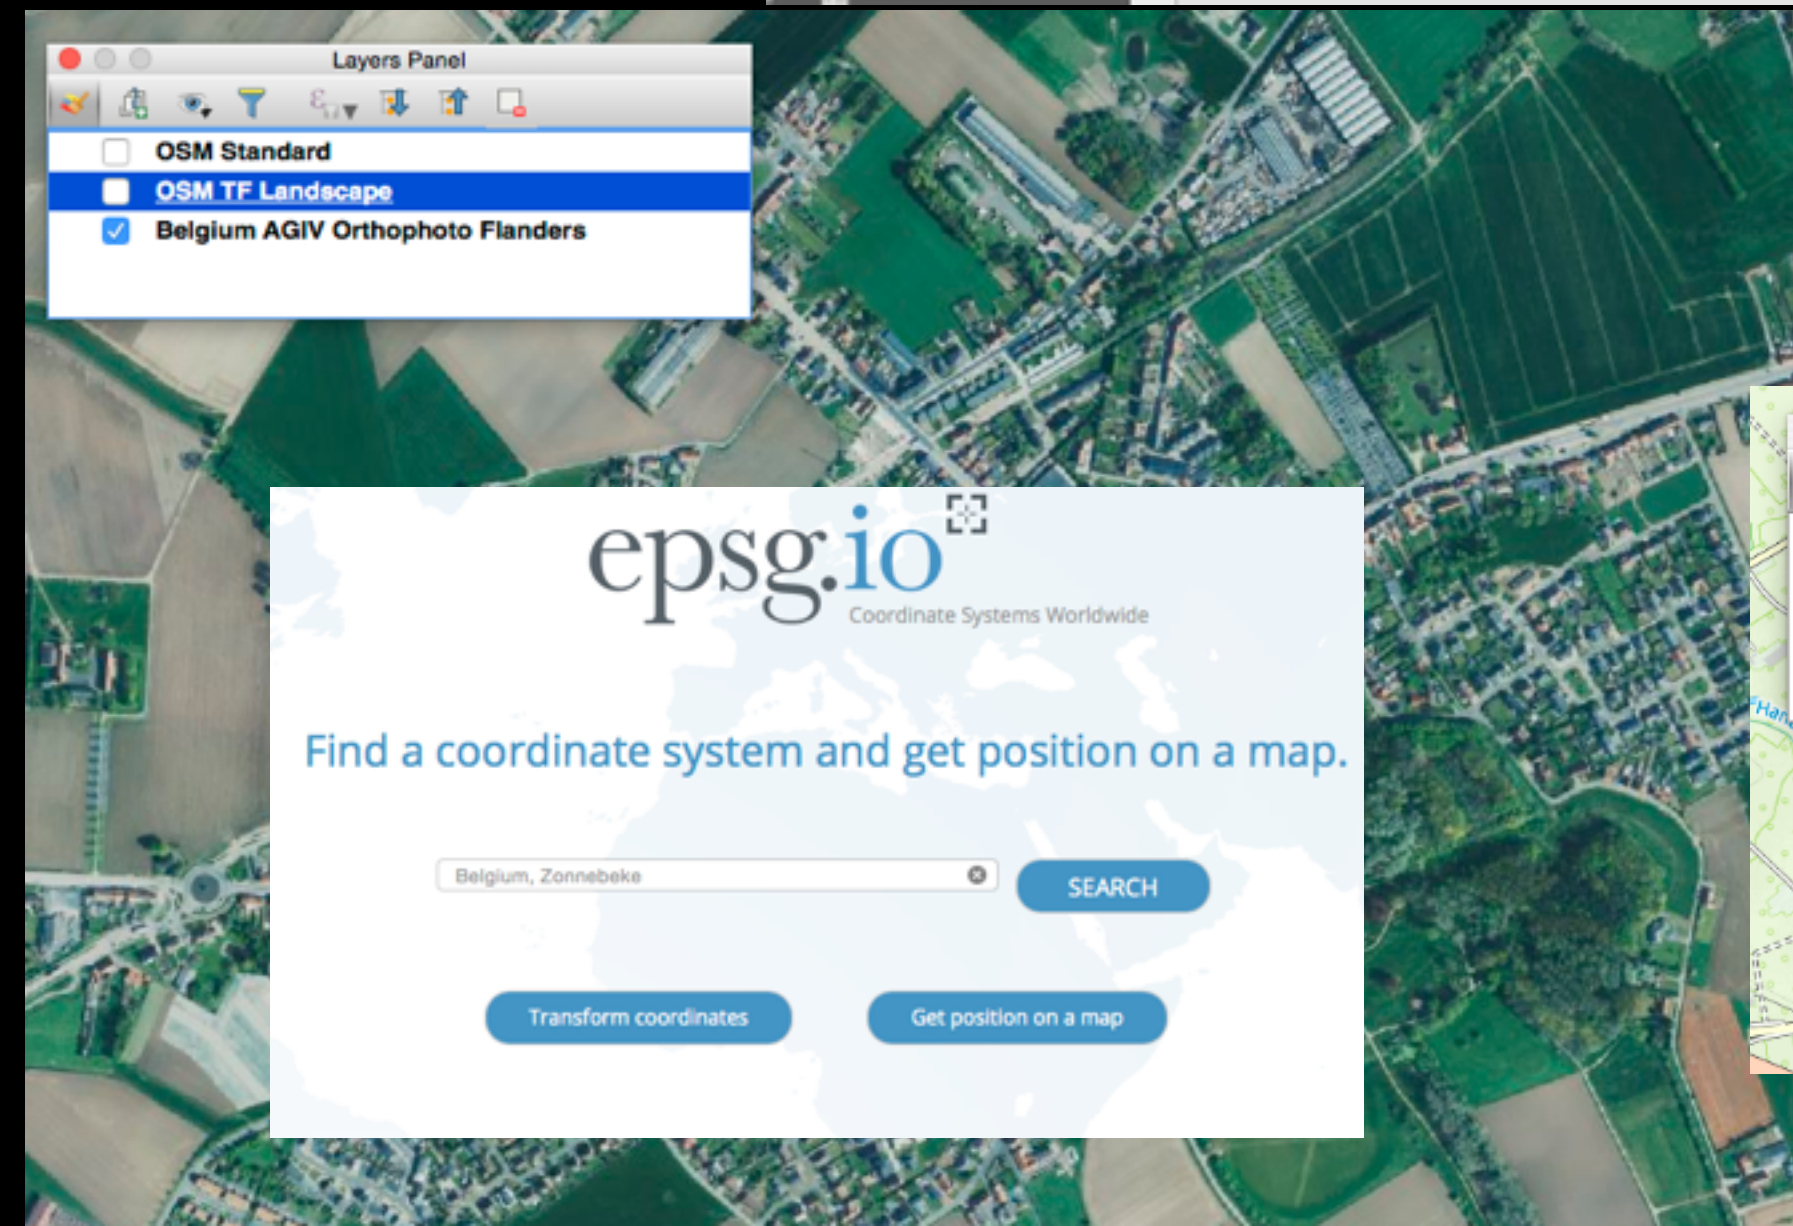 Layers Panel
OSM Standard
OSM TF Landscape
Belgium AGIV Orthophoto Flanders
epsg.io
Coordinate Systems Worldwide
Find a coordinate system and get position on a map.
Belgium, Zonnebeke
SEARCH
Transform coordinates
Get position on a map